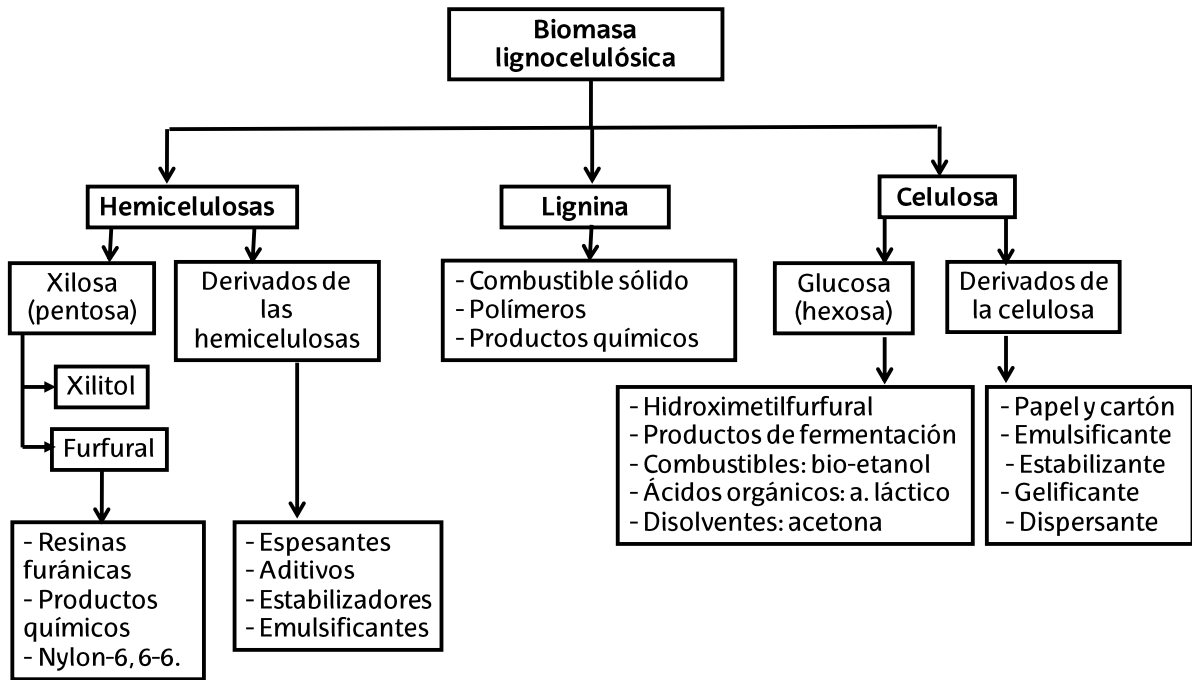 Biomasa
lignocelulósica
Hemicelulosas
Lignina
Celulosa
Xilosa
(pentosa)
Derivados de
las
hemicelulosas
- Combustible sólido
- Polímeros
- Productos químicos
Glucosa
(hexosa)
Derivados de
la celulosa
Xilitol
Furfural
- Hidroximetilfurfural
- Productos de fermentación
- Combustibles: bio-etanol
- Ácidos orgánicos: a. láctico
- Disolventes: acetona
- Papel y cartón
- Emulsificante
- Estabilizante
- Gelificante
- Dispersante
- Resinas
furánicas
- Productos
químicos
- Nylon-6, 6-6.
- Espesantes
- Aditivos
- Estabilizadores
- Emulsificantes